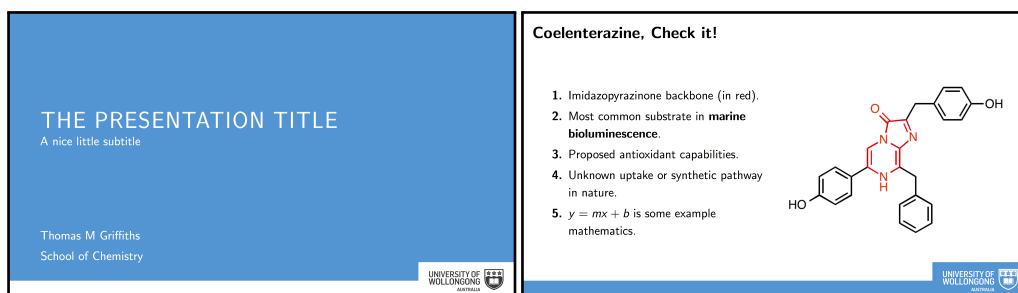 THE PRESENTATION TITLE
A nice little subtitle
Thomas M Griffiths
School of Chemistry
UNIVERSITY OF
WOLLONGONG
AUSTRALIA
Coelenterazine, Check it!
1. Imidazopyrazinone backbone (in red).
2. Most common substrate in marine
bioluminescence.
3. Proposed antioxidant capabilities.
4. Unknown uptake or synthetic pathway
in nature.
5. y = mx + b is some example
mathematics.
OH
O
N
N
N
H
HO
UNIVERSITY OF
WOLLONGONG
AUSTRALIA